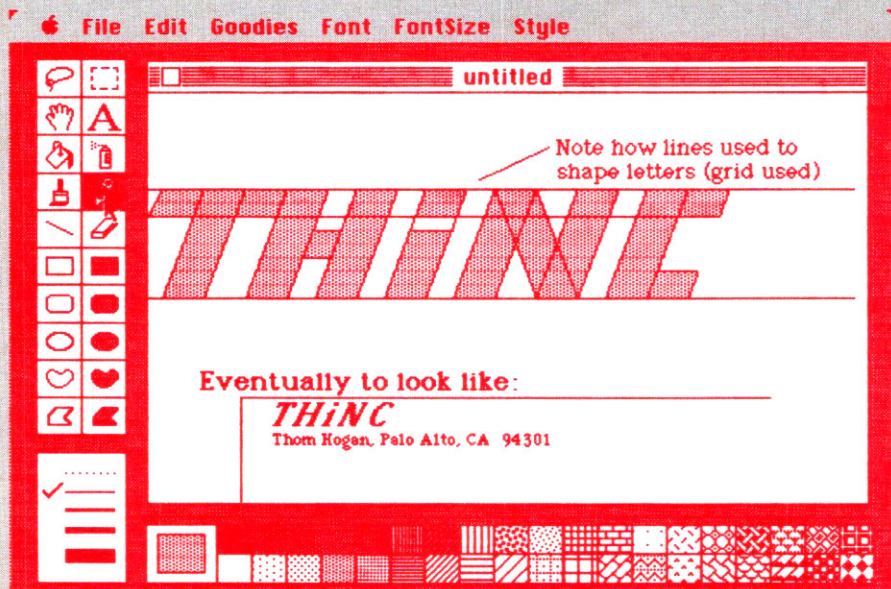 File Edit Goodies Font FontSize Style
untitled
A
Note how lines used to
shape letters (grid used)
THiNC
Eventually to look like:
THiNC
Thom Hogan, Palo Alto, CA 94301